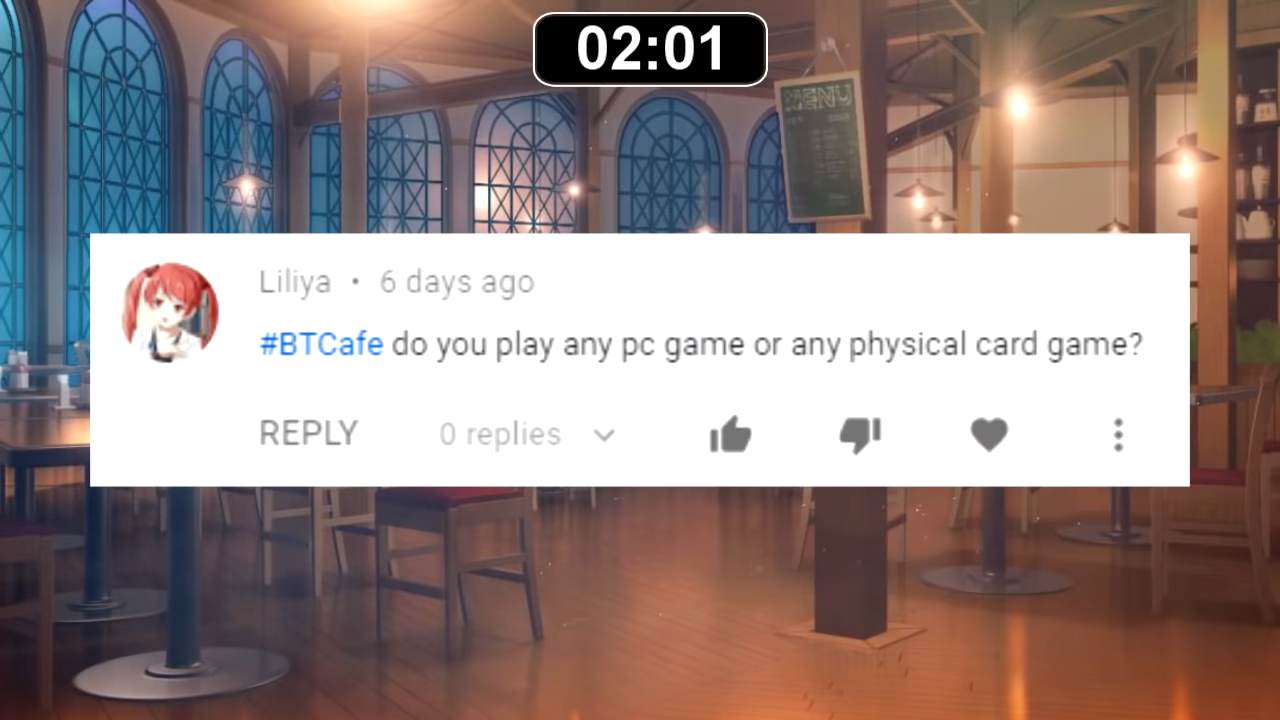 02:01
MENU
Liliya • 6 days ago
#BTCafe do you play any pc game or any physical card game?
REPLY 0 replies